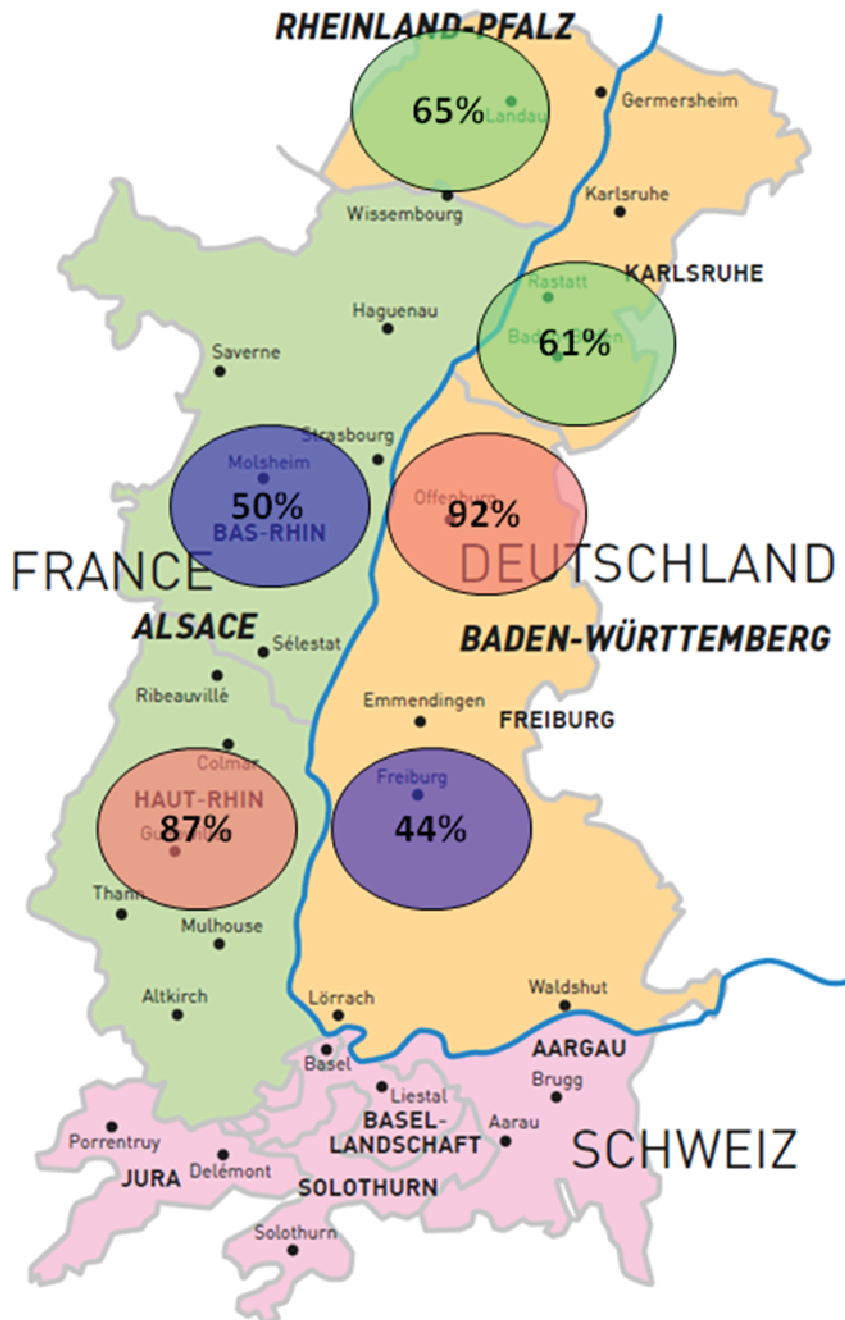 RHEINLAND-PFALZ
65%
Landau
Germersheim
Karlsruhe
Wissembourg
KARLSRUHE
Rastatt
Haguenau
61%
Saverne
Strasbourg
Molsheim
50%
BAS-RHIN
Offenburg
92%
FRANCE
DEUTSCHLAND
ALSACE
Sélestat
BADEN-WÜRTTEMBERG
Ribeauvillé
Emmendingen
FREIBURG
Colmar
Freiburg
HAUT-RHIN
87%
44%
Thann
Mulhouse
Altkirch
Lörrach
Waldshut
Basel
AARGAU
Brugg
Liestal
BASEL-
LANDSCHAFT
Aarau
Porrentruy
SCHWEIZ
JURA
Delémont
SOLOTHURN
Solothurn